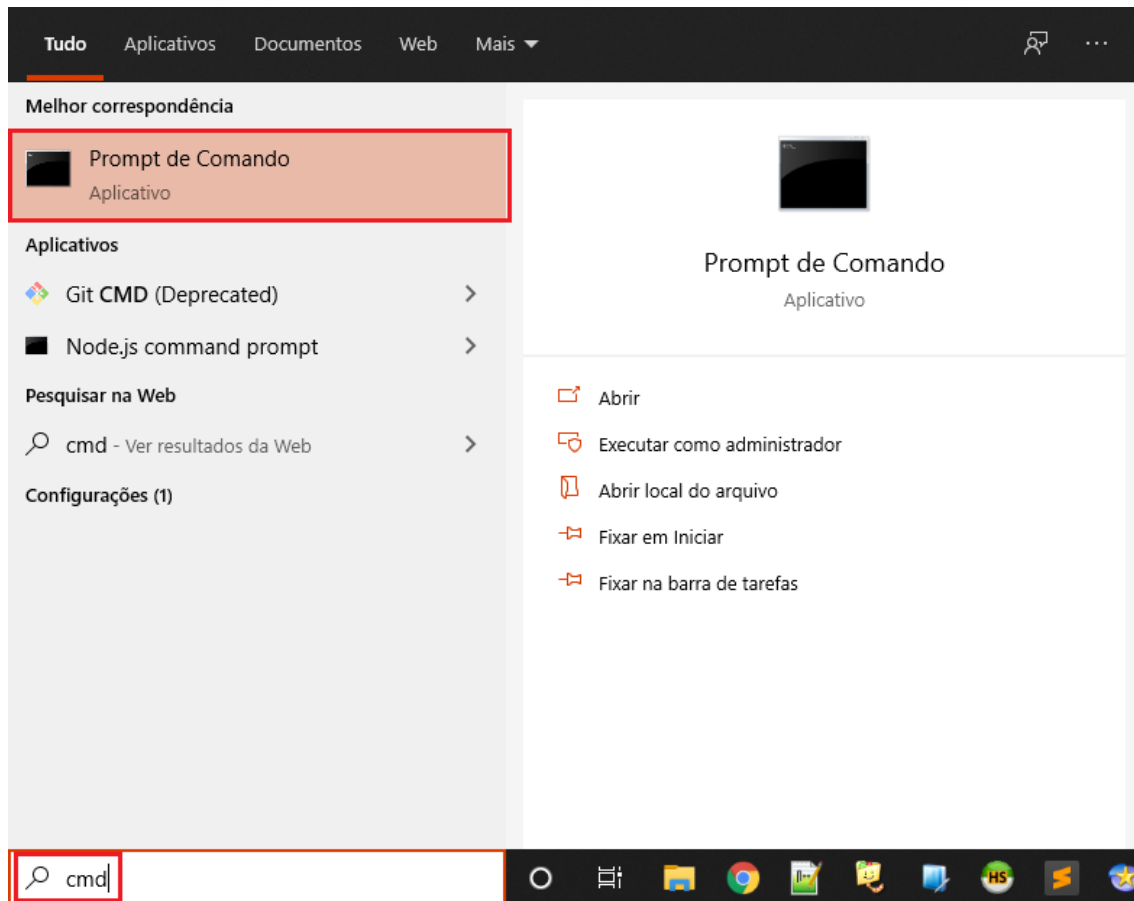 Tudo Aplicativos Documentos Web Mais
Melhor correspondência
Prompt de Comando
Aplicativo
Aplicativos
Git CMD (Deprecated)
Node.js command prompt
Pesquisar na Web
cmd - Ver resultados da Web
Configurações (1)
Prompt de Comando
Aplicativo
Abrir
Executar como administrador
Abrir local do arquivo
Fixar em Iniciar
Fixar na barra de tarefas
cmd
HS